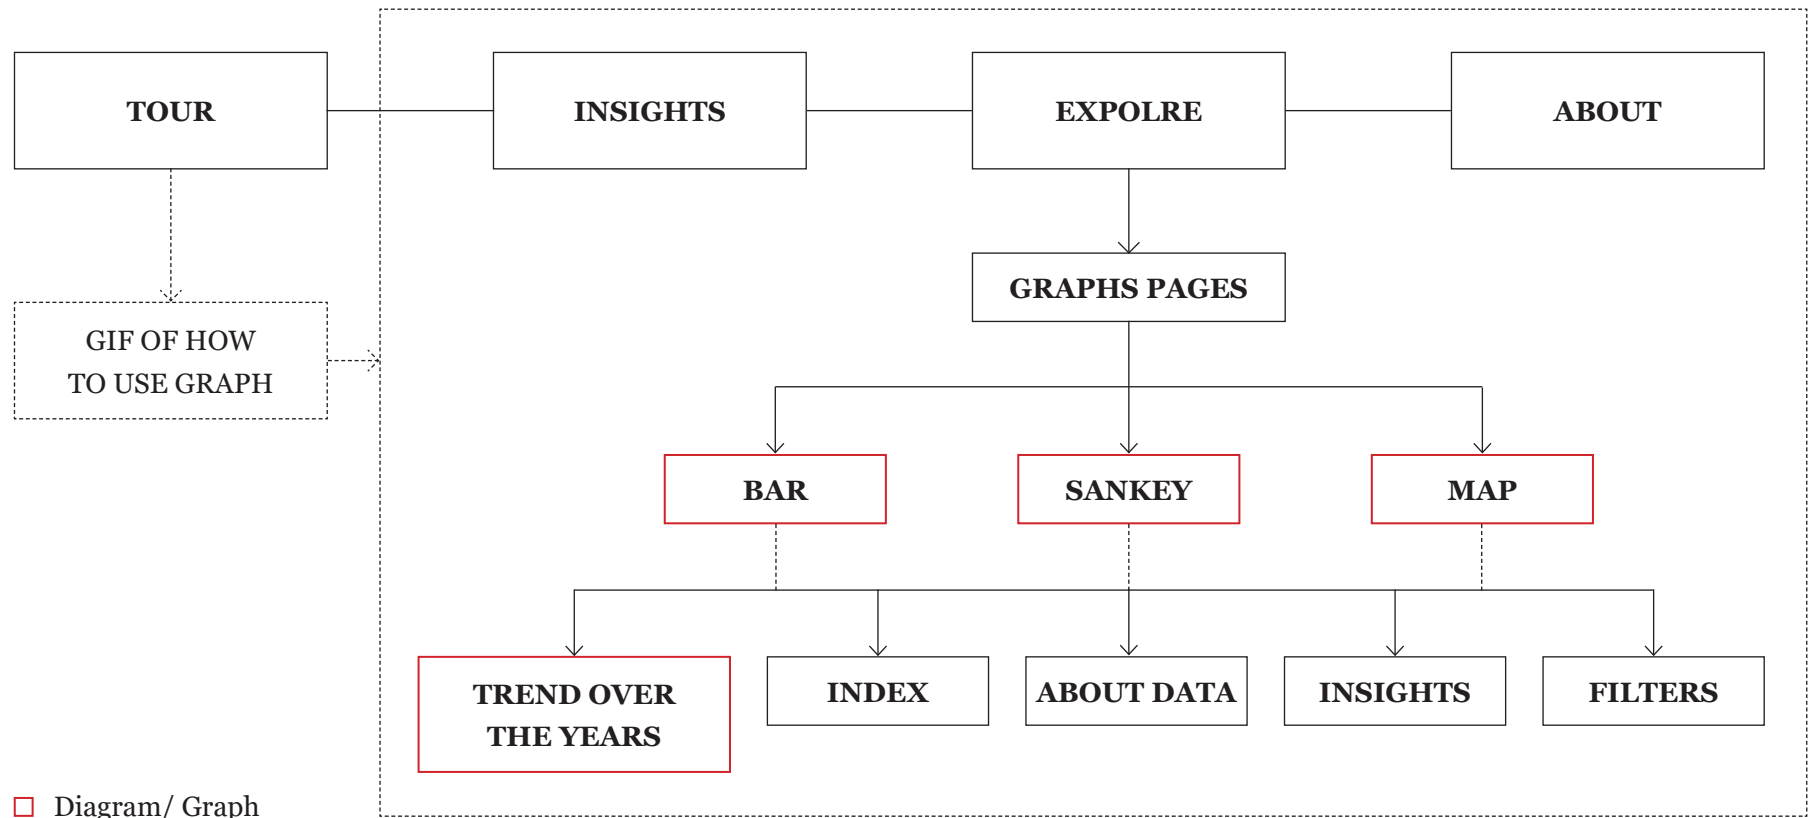 TOUR
INSIGHTS
EXPOLRE
ABOUT
GRAPHS PAGES
GIF OF HOW
TO USE GRAPH
BAR
SANKEY
MAP
TREND OVER
THE YEARS
INDEX
ABOUT DATA
INSIGHTS
FILTERS
Diagram/ Graph